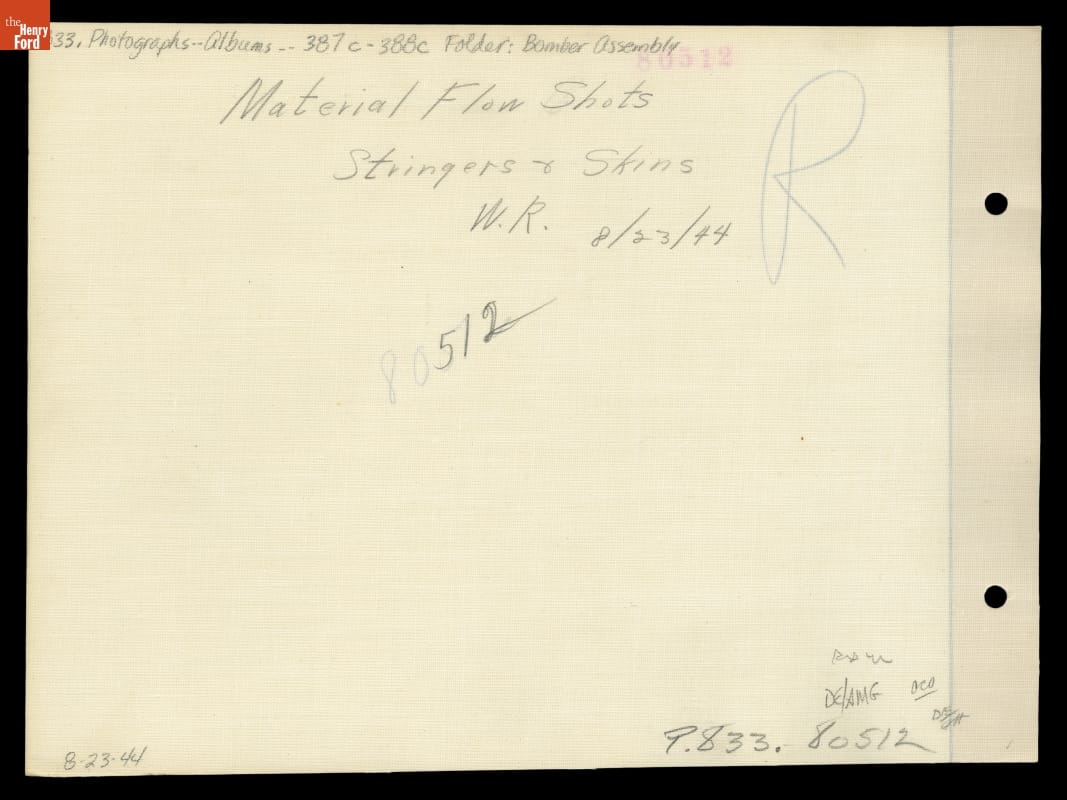 the
Henry
Ford
33. Photographs--Albums -- 387c-388c Folder: Bomber Assembly
80512
Material Flow Shots
R
Stringers & Skins
W.R. 8/23/44
80512
DE/AMG
P.833.-80512
8-23-44